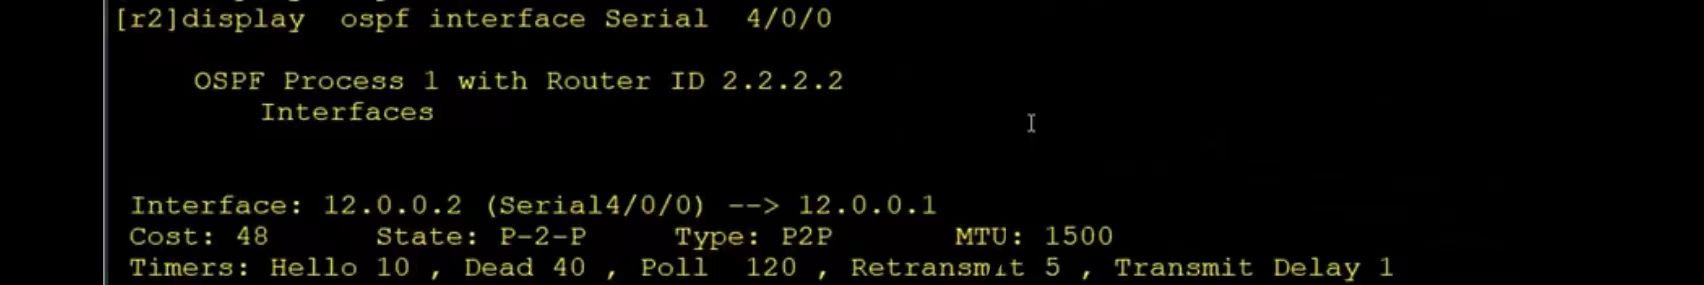 [r2]display ospf interface Serial 4/0/0
OSPF Process 1 with Router ID 2.2.2.2
Interfaces
Interface: 12.0.0.2 (Serial4/0/0) --> 12.0.0.1
Cost: 48 State: P-2-P Type: P2P MTU: 1500
Timers: Hello 10 , Dead 40 , Poll 120 , Retransmit 5 , Transmit Delay 1